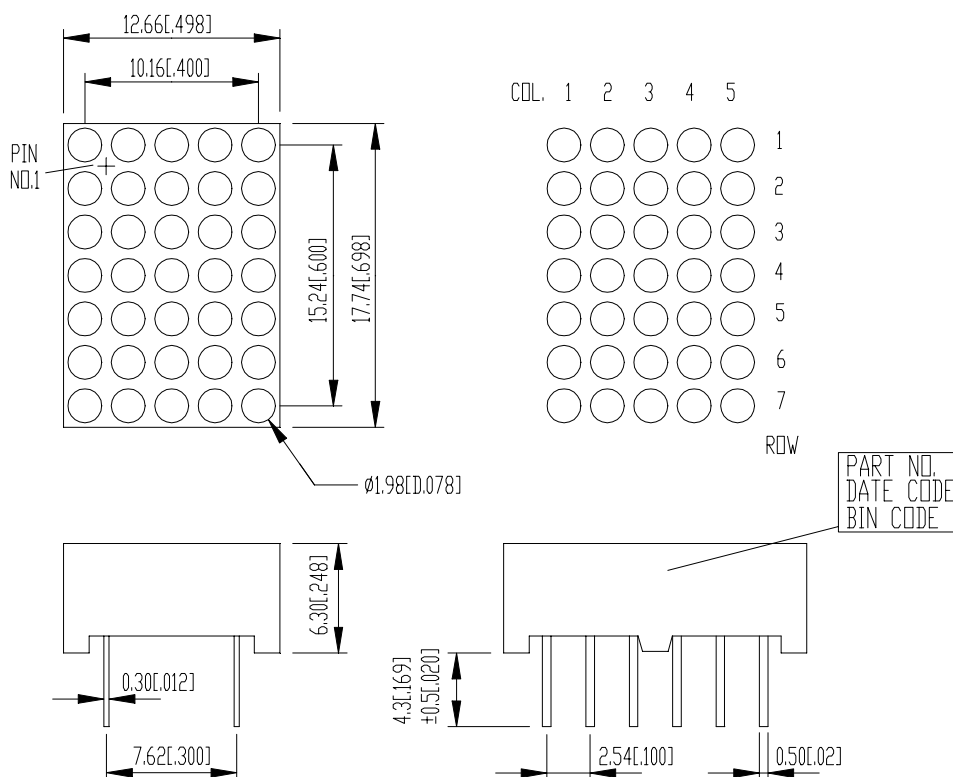 12.66[.498]
10.16[.400]
COL. 1 2 3 4 5
PIN
NO.1
1
2
3
4
5
6
7
ROW
15.24[.600]
17.74[.698]
ø1.98[D.078]
PART NO.
DATE CODE
BIN CODE
6.30[.248]
0.30[.012]
7.62[.300]
4.3[.169]
±0.5[.020]
2.54[.100]
0.50[.02]